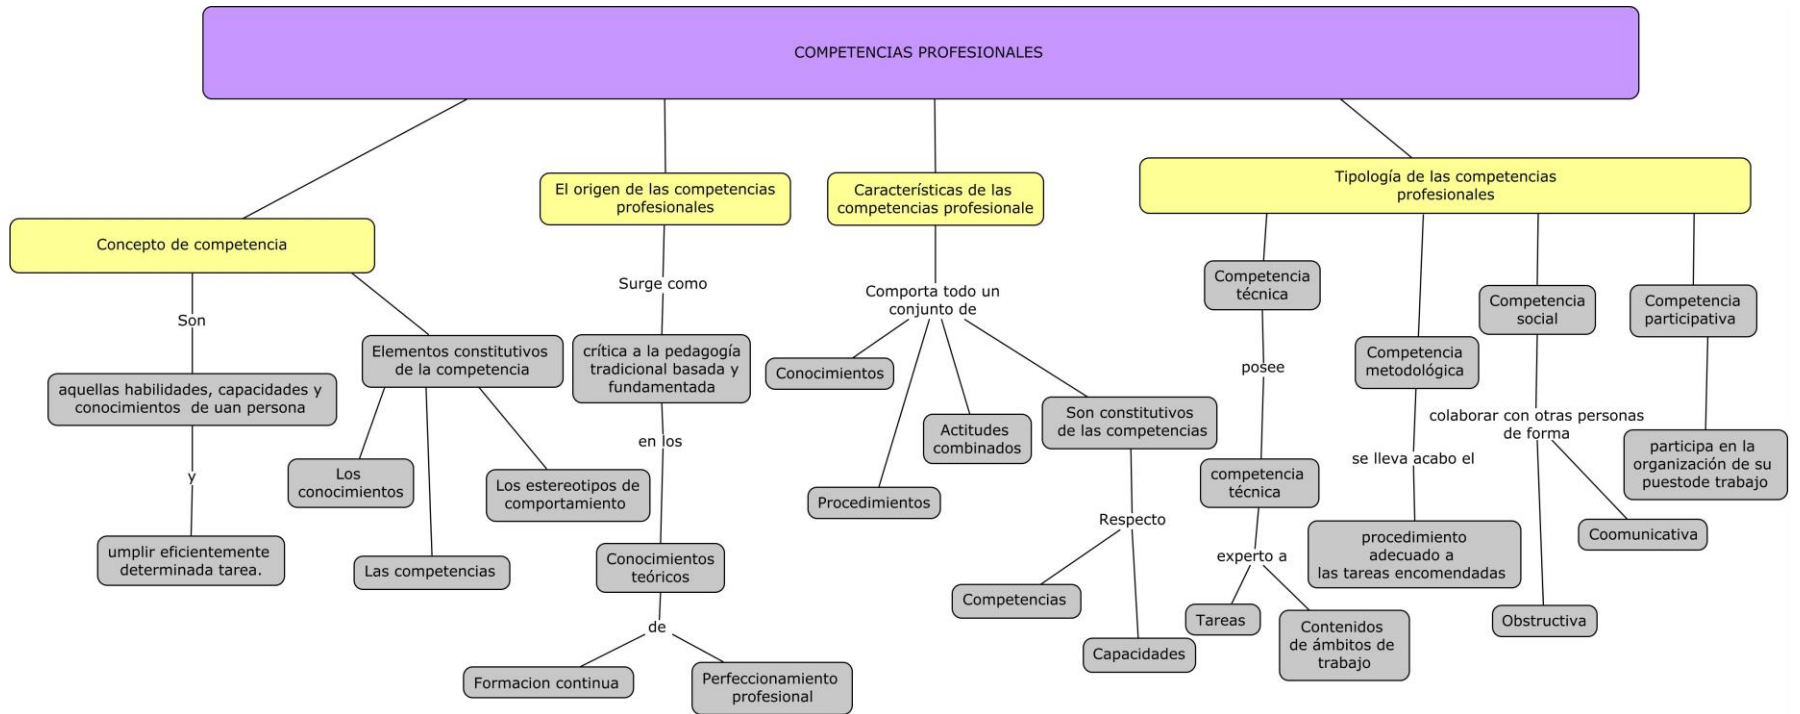 COMPETENCIAS PROFESIONALES
Concepto de competencia
Son
aquellas habilidades, capacidades y
conocimientos de uan persona
y
umplir eficientemente
determinada tarea.
Elementos constitutivos
de la competencia
Los
conocimientos
Las competencias
Los estereotipos de
comportamiento
El origen de las competencias
profesionales
Surge como
crítica a la pedagogía
tradicional basada y
fundamentada
en los
Conocimientos
teóricos
de
Formacion continua
Perfeccionamiento
profesional
Características de las
competencias profesionale
Comporta todo un
conjunto de
Conocimientos
Procedimientos
Actitudes
combinados
Son constitutivos
de las competencias
Respecto
Competencias
Capacidades
Tipología de las competencias
profesionales
Competencia
técnica
posee
competencia
técnica
experto a
Tareas
Contenidos
de ámbitos de
trabajo
Competencia
metodológica
se lleva acabo el
procedimiento
adecuado a
las tareas encomendadas
Competencia
social
colaborar con otras personas
de forma
Obstructiva
Coomunicativa
Competencia
participativa
participa en la
organización de su
puestode trabajo